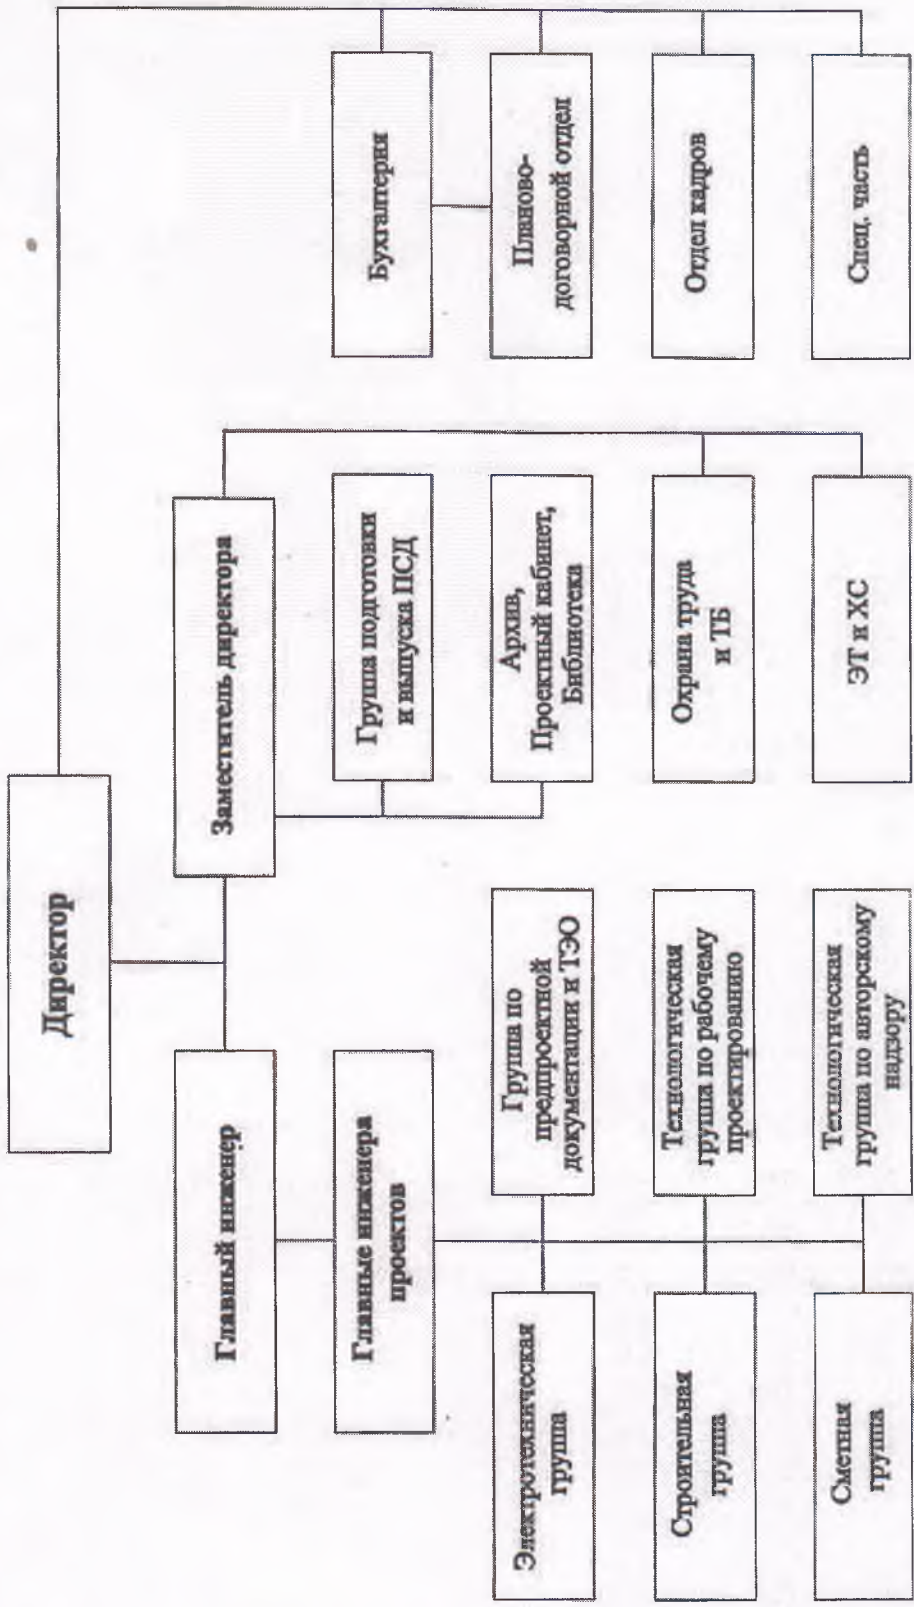 Директор
Главный инженер
Заместитель директора
Главные инженера
проектов
Группа подготовки
и выпуска ПСД
Бухгалтерия
Электротехническая
группа
Группа по
предпроектной
документации и ТЭО
Архив,
Проектный кабинет,
Библиотека
Планово-
договорной отдел
Строительная
группа
Технологическая
группа по рабочему
проектированию
Охрана труда
и ТБ
Отдел кадров
Сметная
группа
Технологическая
группа по авторскому
надзору
ЭТ и ХС
Спец. часть